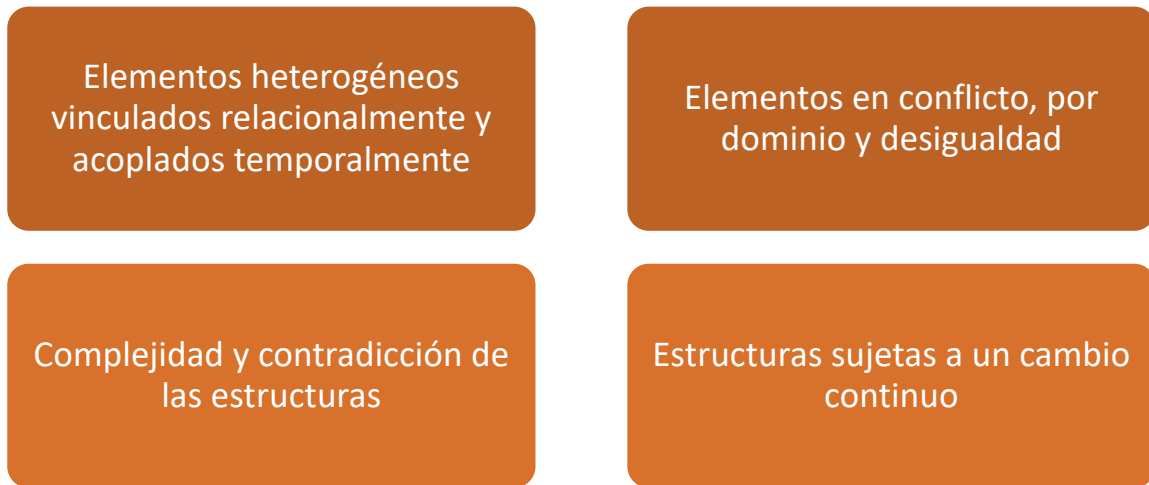 Elementos heterogéneos
vinculados relacionalmente y
acoplados temporalmente
Elementos en conflicto, por
dominio y desigualdad
Complejidad y contradicción de
las estructuras
Estructuras sujetas a un cambio
continuo